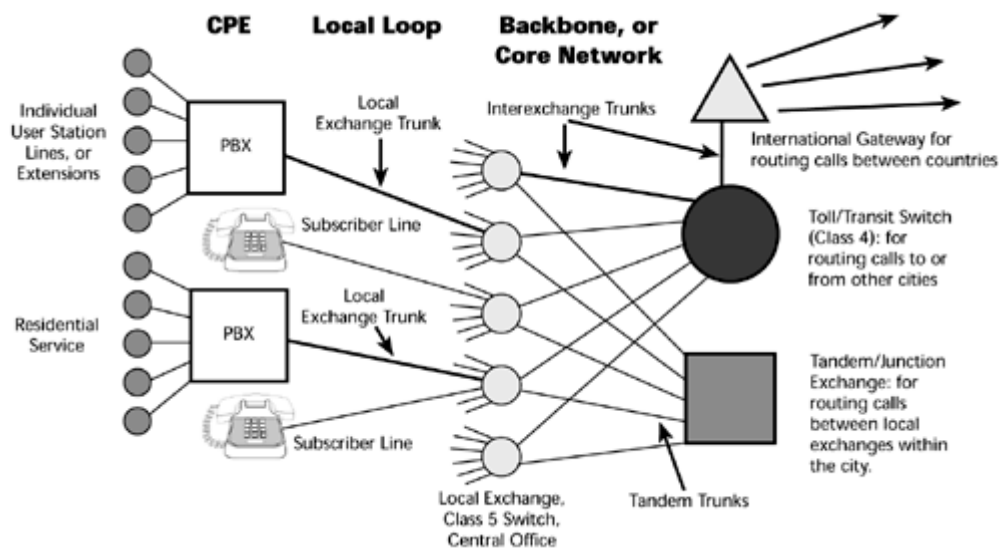 CPE
Local Loop
Backbone, or
Core Network
Individual
User Station
Lines, or
Extensions
PBX
Local
Exchange Trunk
Interexchange Trunks
International Gateway for
routing calls between countries
Subscriber Line
Toll/Transit Switch
(Class 4): for
routing calls to or
from other cities
Residential
Service
PBX
Local
Exchange Trunk
Subscriber Line
Tandem/Junction
Exchange: for
routing calls
between local
exchanges within
the city.
Local Exchange,
Class 5 Switch,
Central Office
Tandem Trunks